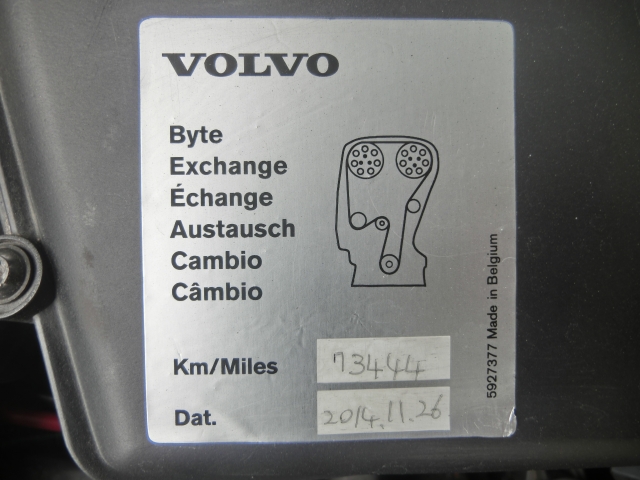 VOLVO
Byte
Exchange
Échange
Austausch
Cambio
Câmbio
Km/Miles 73444
Dat. 2014.11.26
5927377 Made in Belgium